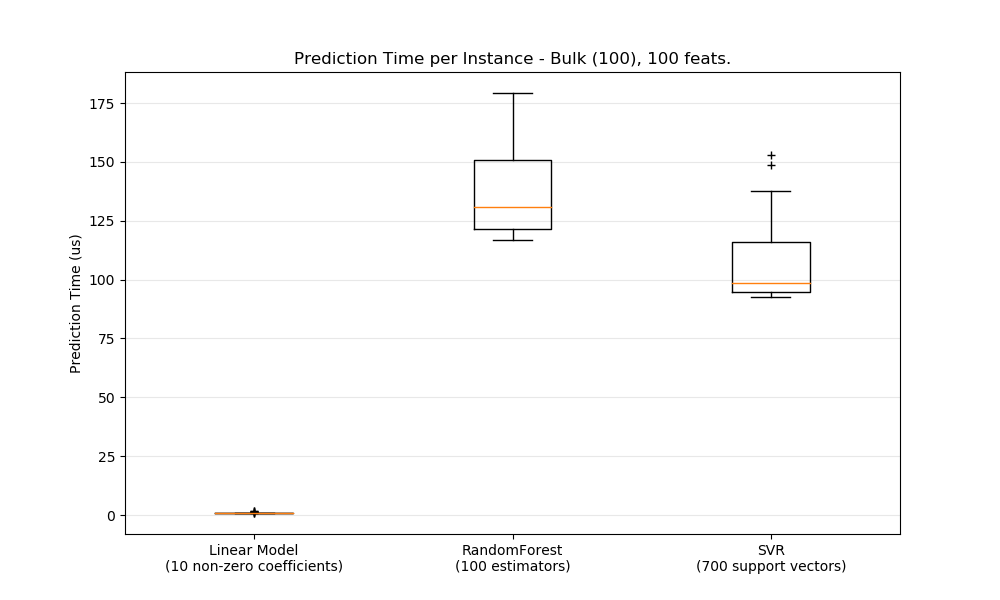 Prediction Time per Instance - Bulk (100), 100 feats.
Prediction Time (us)
175
150
125
100
75
50
25
0
Linear Model
(10 non-zero coefficients)
RandomForest
(100 estimators)
SVR
(700 support vectors)